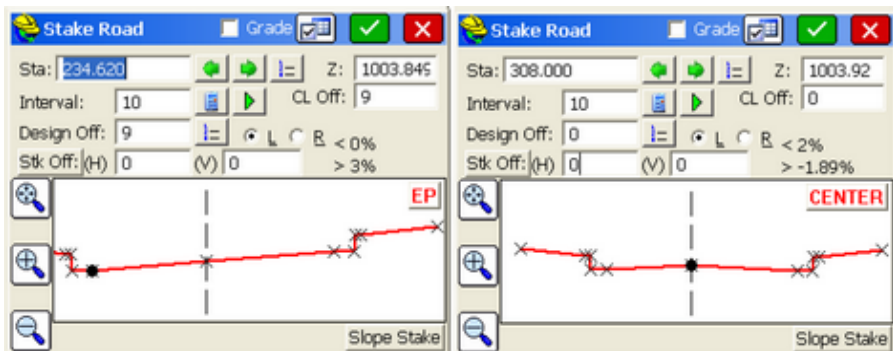 Stake Road Grade
Sta: 234.620 Z: 1003.849
Interval: 10 CL Off: 9
Design Off: 9 L R < 0%
Stk Off: (H) 0 (V) 0 > 3%
EP
Slope Stake
Stake Road Grade
Sta: 308.000 Z: 1003.92
Interval: 10 CL Off: 0
Design Off: 0 L R < 2%
Stk Off: (H) 0 (V) 0 > -1.89%
CENTER
Slope Stake